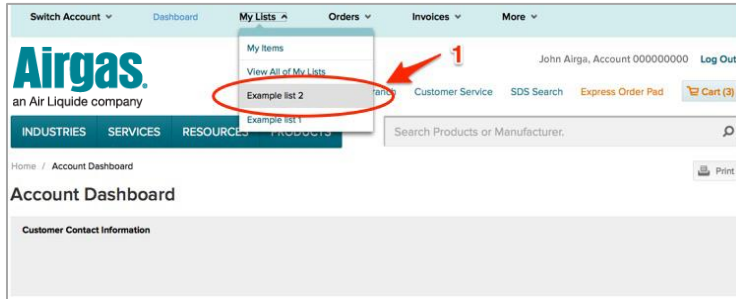 Switch Account Dashboard My Lists Orders Invoices More
My Items
View All of My Lists
Example list 2
Example list 1
1
John Airga, Account 000000000 Log Out
Airgas.
an Air Liquide company
Customer Service SDS Search Express Order Pad Cart (3)
INDUSTRIES SERVICES RESOURCES PRODUCTS
Search Products or Manufacturer.
Home / Account Dashboard
Print
Account Dashboard
Customer Contact Information